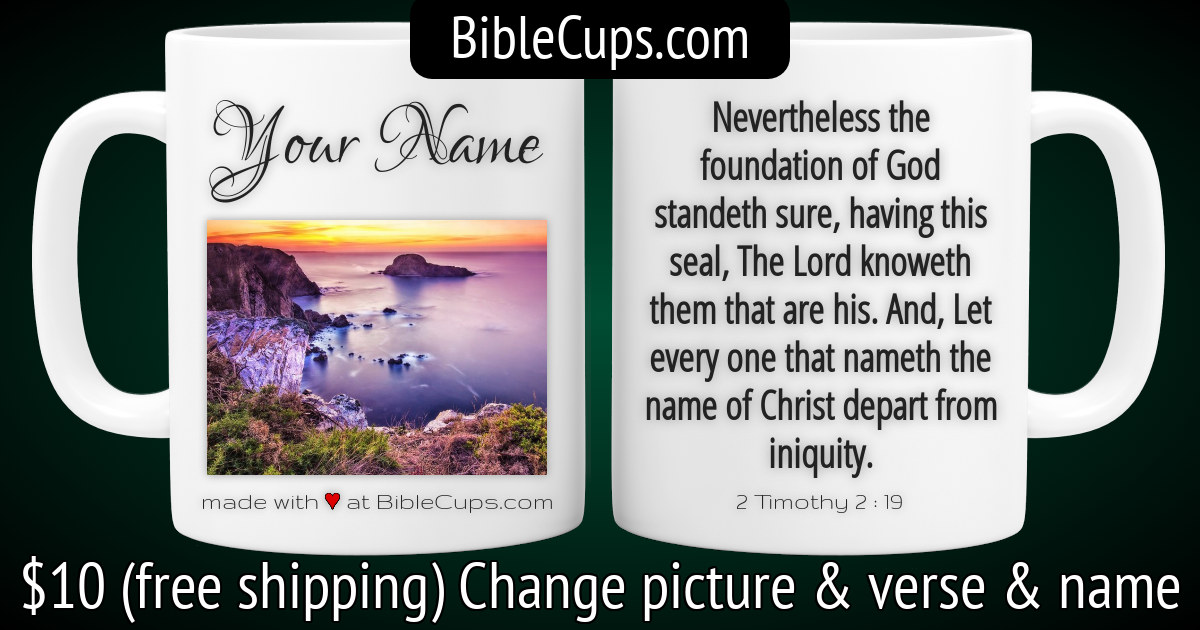 BibleCups.com
Your Name
made with ♥ at BibleCups.com
Nevertheless the
foundation of God
standeth sure, having this
seal, The Lord knoweth
them that are his. And, Let
every one that nameth the
name of Christ depart from
iniquity.
2 Timothy 2 : 19
$10 (free shipping) Change picture & verse & name